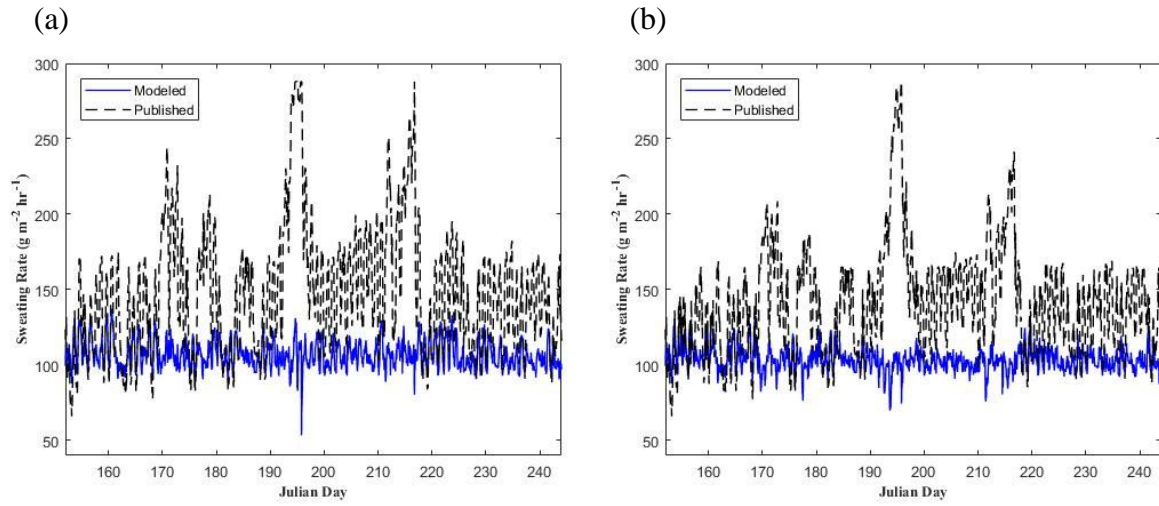 (a)
300
250
200
150
100
50
Sweating Rate (g m⁻² hr⁻¹)
Modeled
Published
160 170 180 190 200 210 220 230 240
Julian Day
(b)
300
250
200
150
100
50
Sweating Rate (g m⁻² hr⁻¹)
Modeled
Published
160 170 180 190 200 210 220 230 240
Julian Day